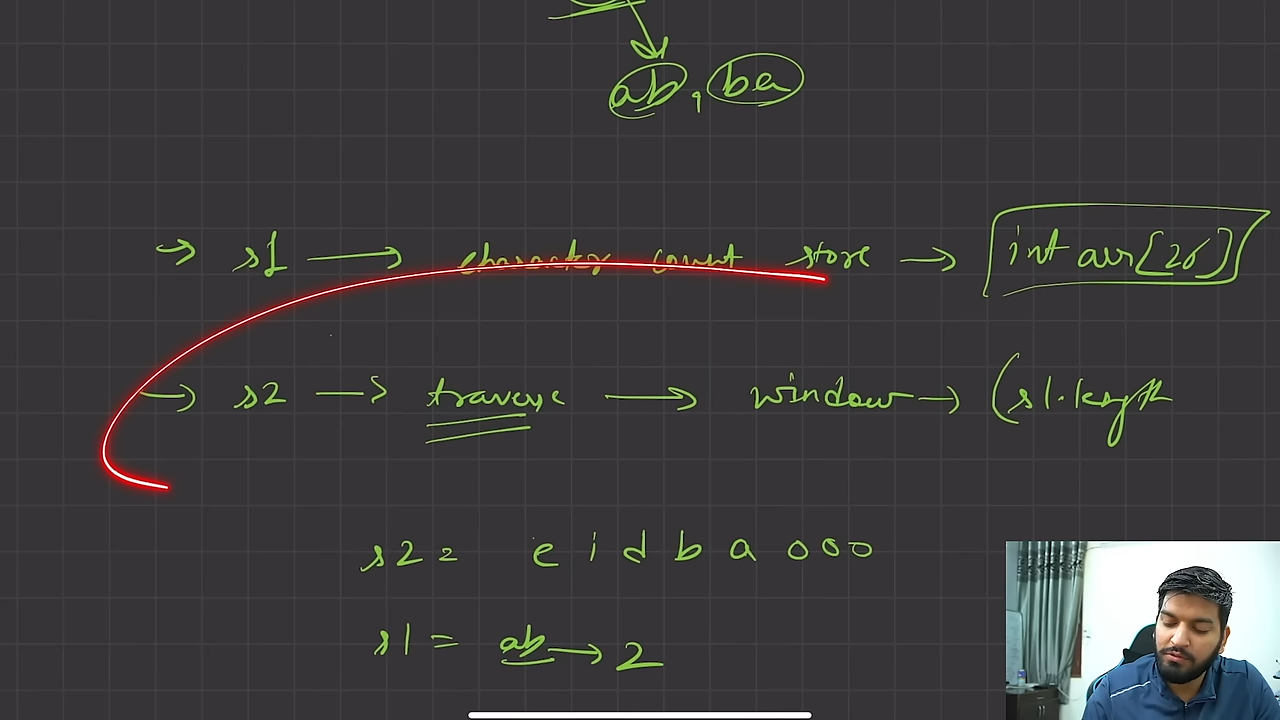 ab, ba
→ s1 → character count store → int arr[26]
→ s2 → traverse → window → (s1.length
s2 = e i d b a o o o
s1 = ab → 2